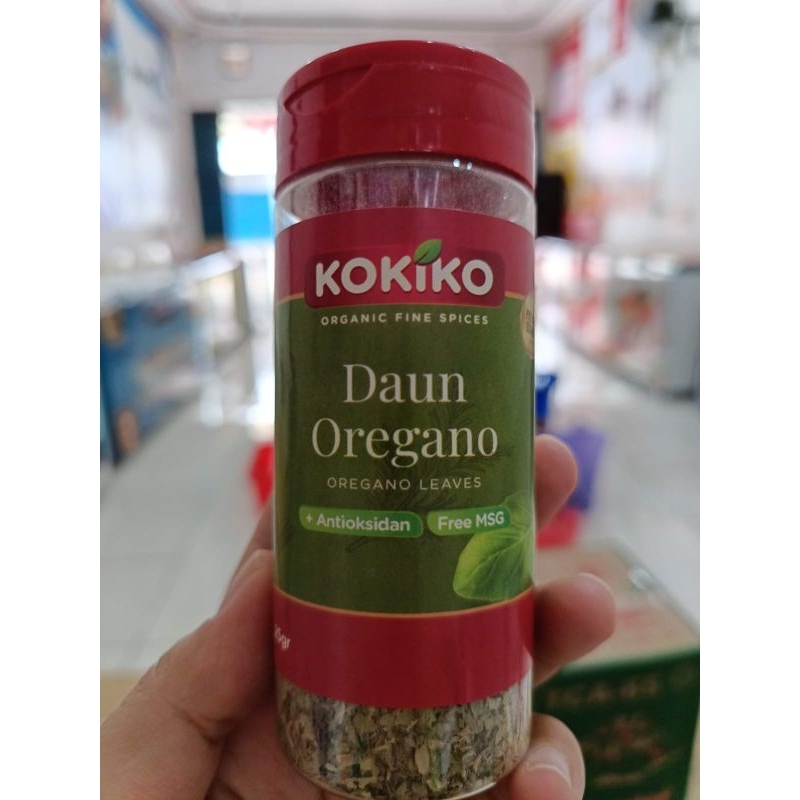 KOKIKO
ORGANIC FINE SPICES
Daun
Oregano
OREGANO LEAVES
+ Antioksidan
Free MSG